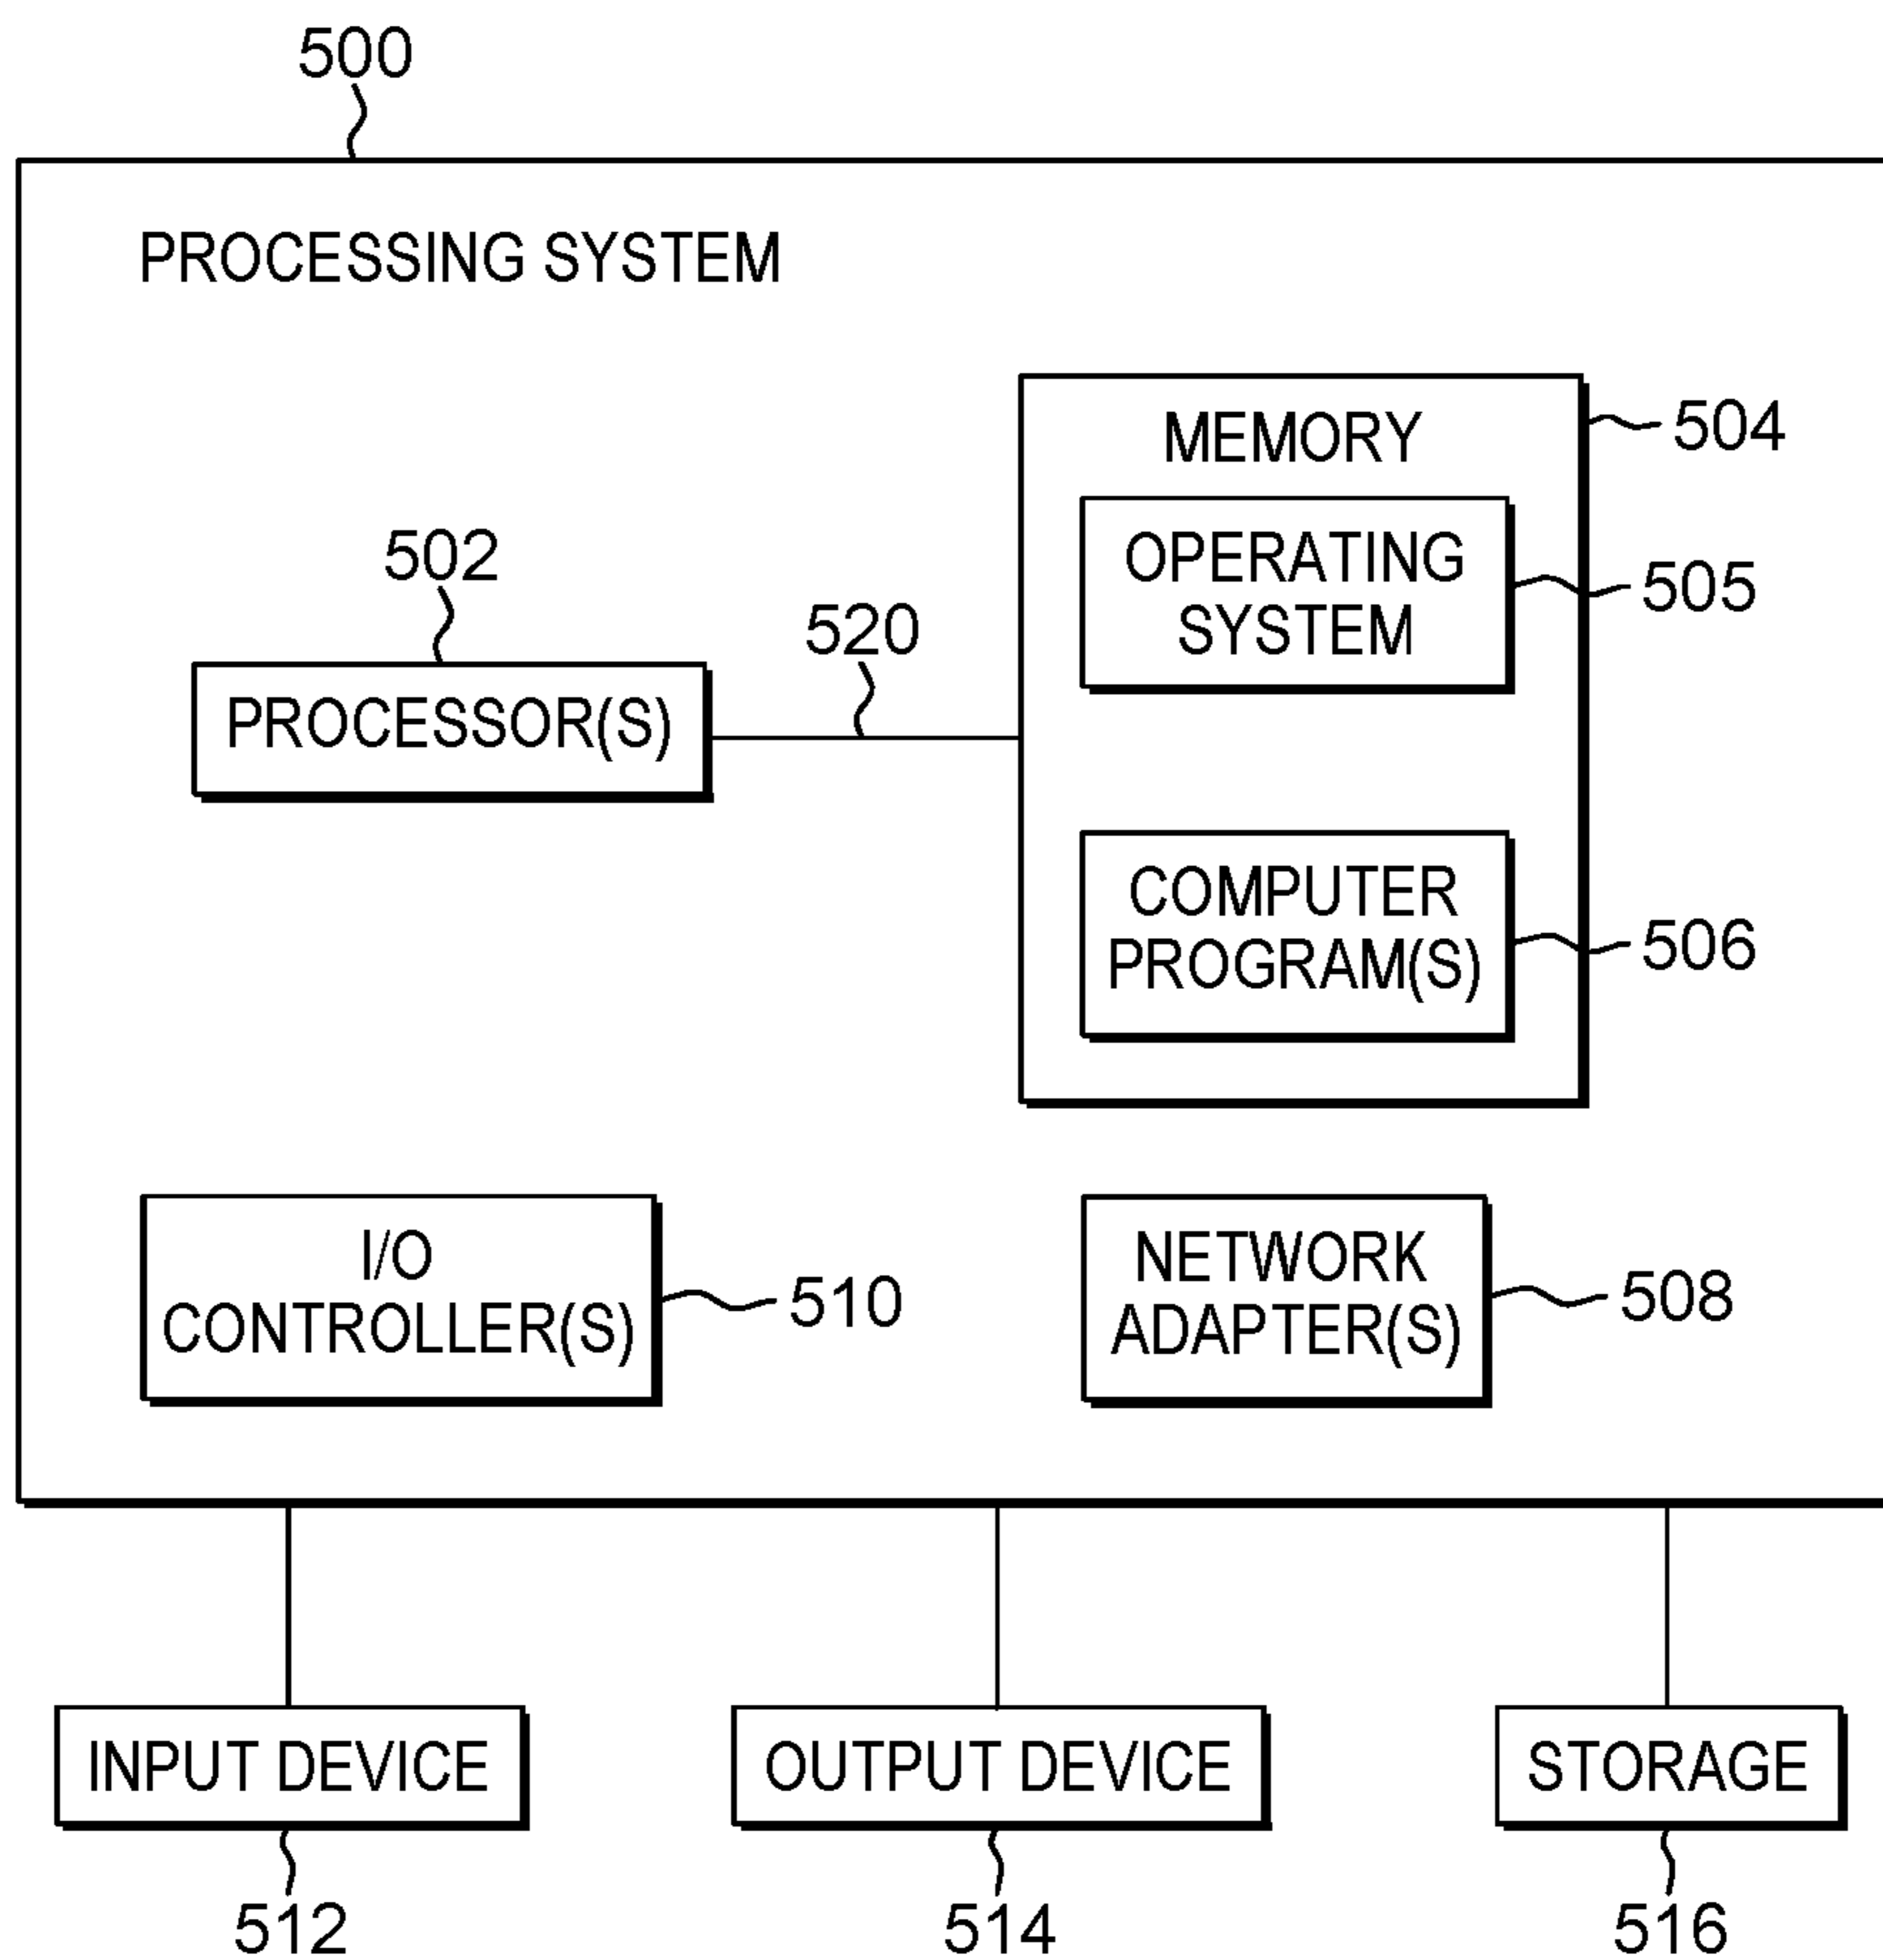 500
PROCESSING SYSTEM
MEMORY
504
OPERATING
SYSTEM
505
502
520
PROCESSOR(S)
COMPUTER
PROGRAM(S)
506
I/O
CONTROLLER(S)
510
NETWORK
ADAPTER(S)
508
INPUT DEVICE
OUTPUT DEVICE
STORAGE
512
514
516